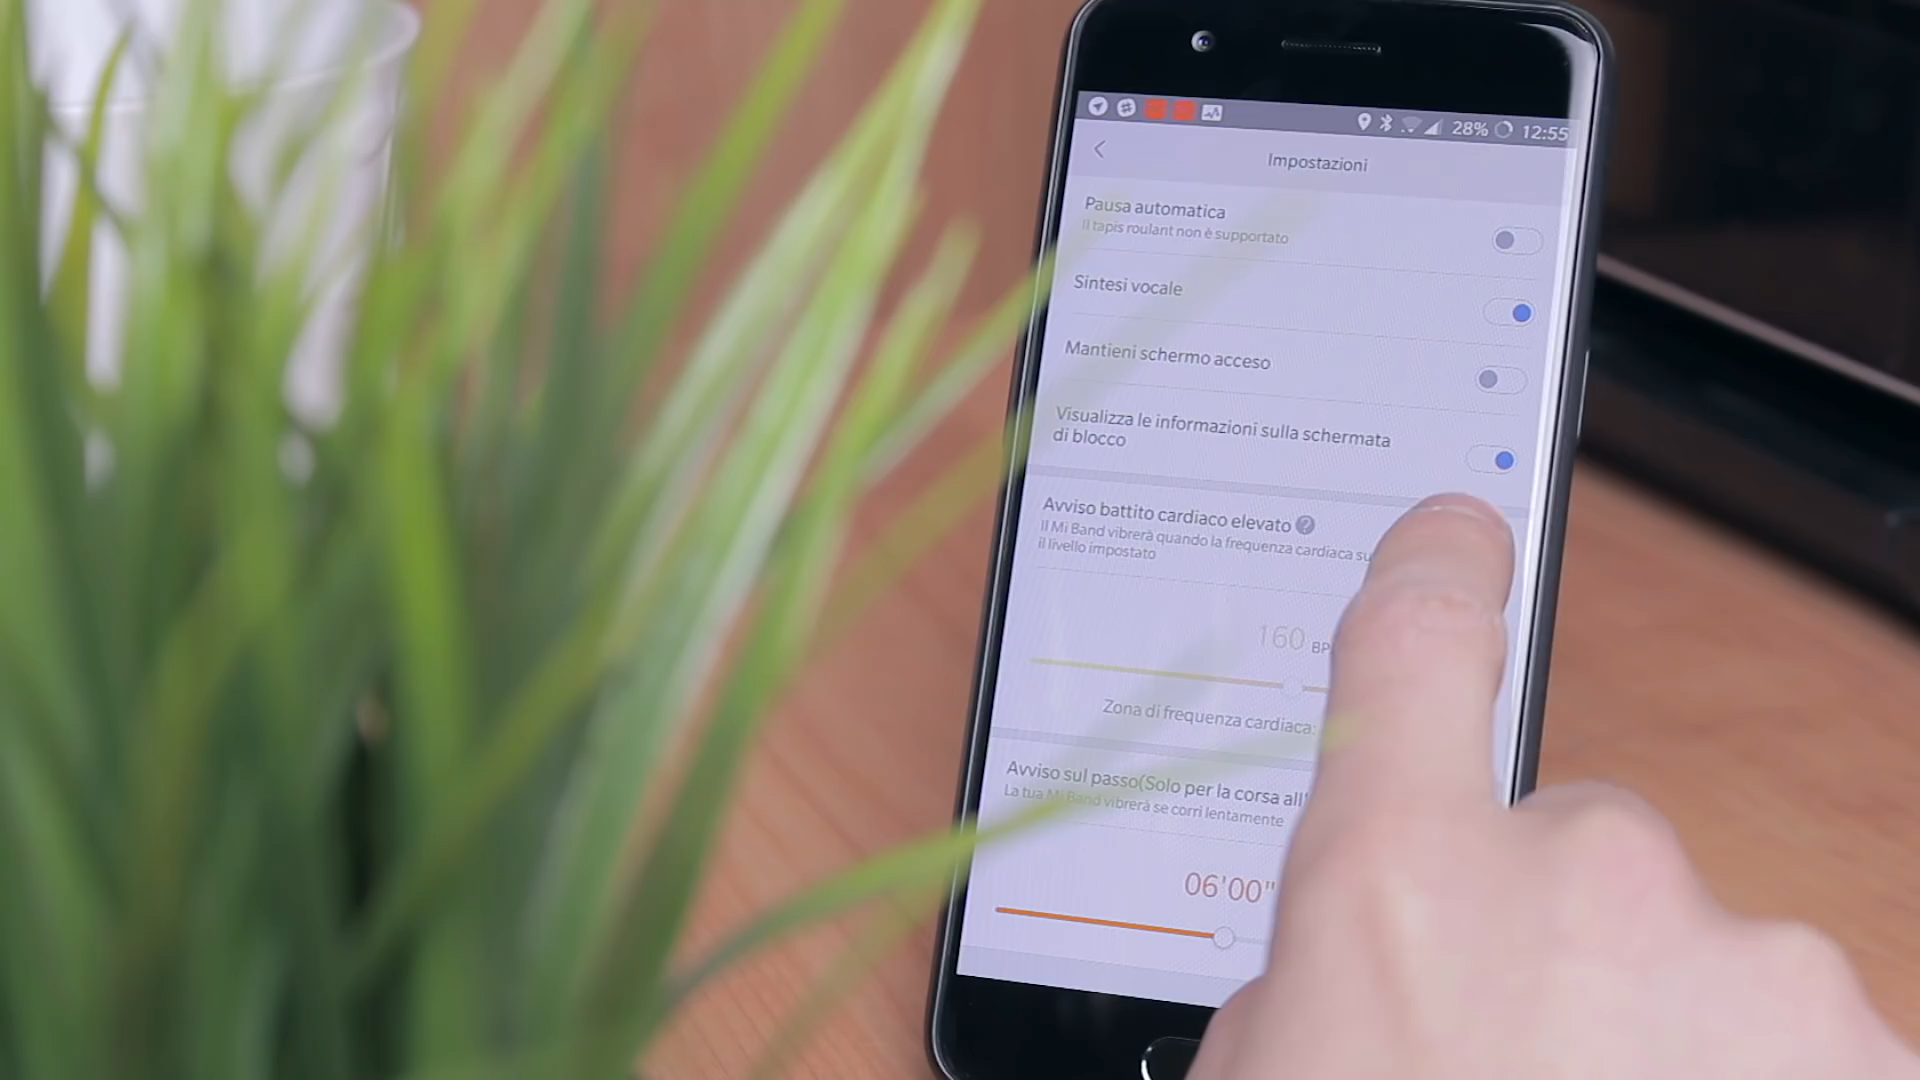 28% 12:55
Impostazioni
Pausa automatica
Il tapis roulant non è supportato
Sintesi vocale
Mantieni schermo acceso
Visualizza le informazioni sulla schermata
di blocco
Avviso battito cardiaco elevato ?
Il Mi Band vibrerà quando la frequenza cardiaca
il livello impostato
160
Zona di frequenza cardiaca:
Avviso sul passo(Solo per la corsa
La tua Mi Band vibrerà se corri lentamente
06'00"